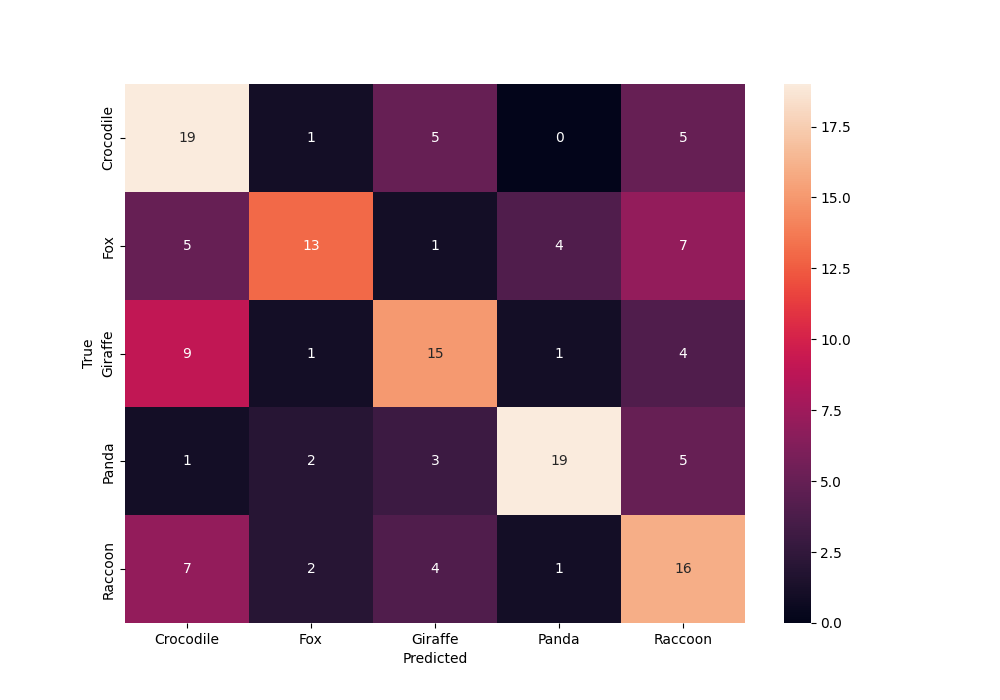 Crocodile 19 1 5 0 5
Fox 5 13 1 4 7
Giraffe 9 1 15 1 4
Panda 1 2 3 19 5
Raccoon 7 2 4 1 16
True
Crocodile Fox Giraffe Panda Raccoon
Predicted
17.5
15.0
12.5
10.0
7.5
5.0
2.5
0.0